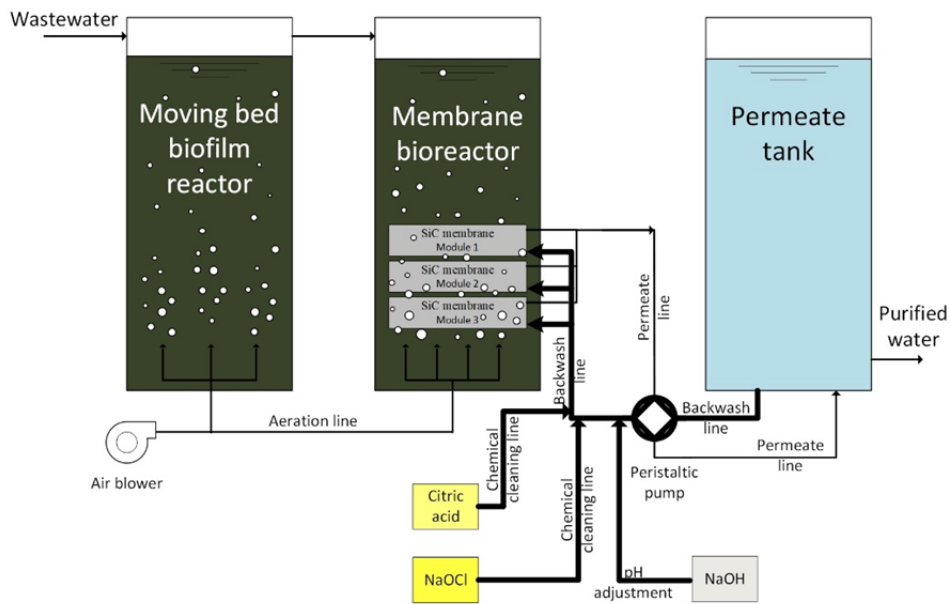 Wastewater
Moving bed
biofilm
reactor
Membrane
bioreactor
Permeate
tank
SiC membrane
Module 1
SiC membrane
Module 2
SiC membrane
Module 3
Permeate
line
Purified
water
Backwash
line
Backwash
line
Aeration line
Air blower
Chemical
cleaning line
Chemical
cleaning line
Peristaltic
pump
Permeate
line
Citric
acid
NaOCl
pH
adjustment
NaOH